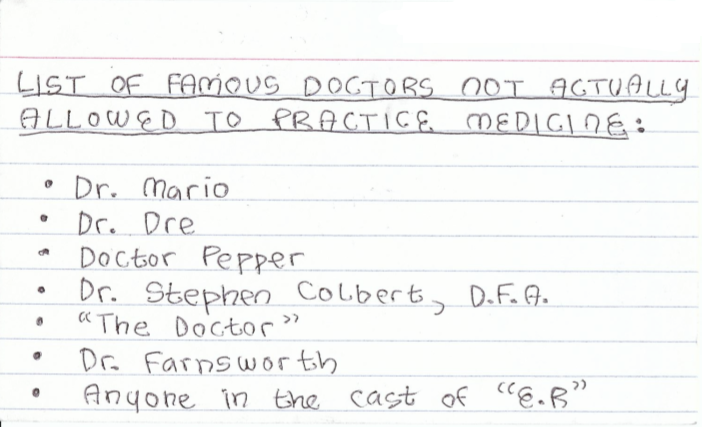 LIST OF FAMOUS DOCTORS NOT ACTUALLY
ALLOWED TO PRACTICE MEDICINE:
• Dr. Mario
• Dr. Dre
• Doctor Pepper
• Dr. Stephen Colbert, D.F.A.
• “The Doctor”
• Dr. Farnsworth
• Anyone in the cast of “E.R”